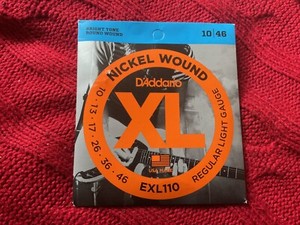 BRIGHT TONE
ROUND WOUND
10 | 46
NICKEL WOUND
D'Addario
XL
10 • 13 • 17 • 26 • 36 • 46
REGULAR LIGHT GAUGE
EXL110